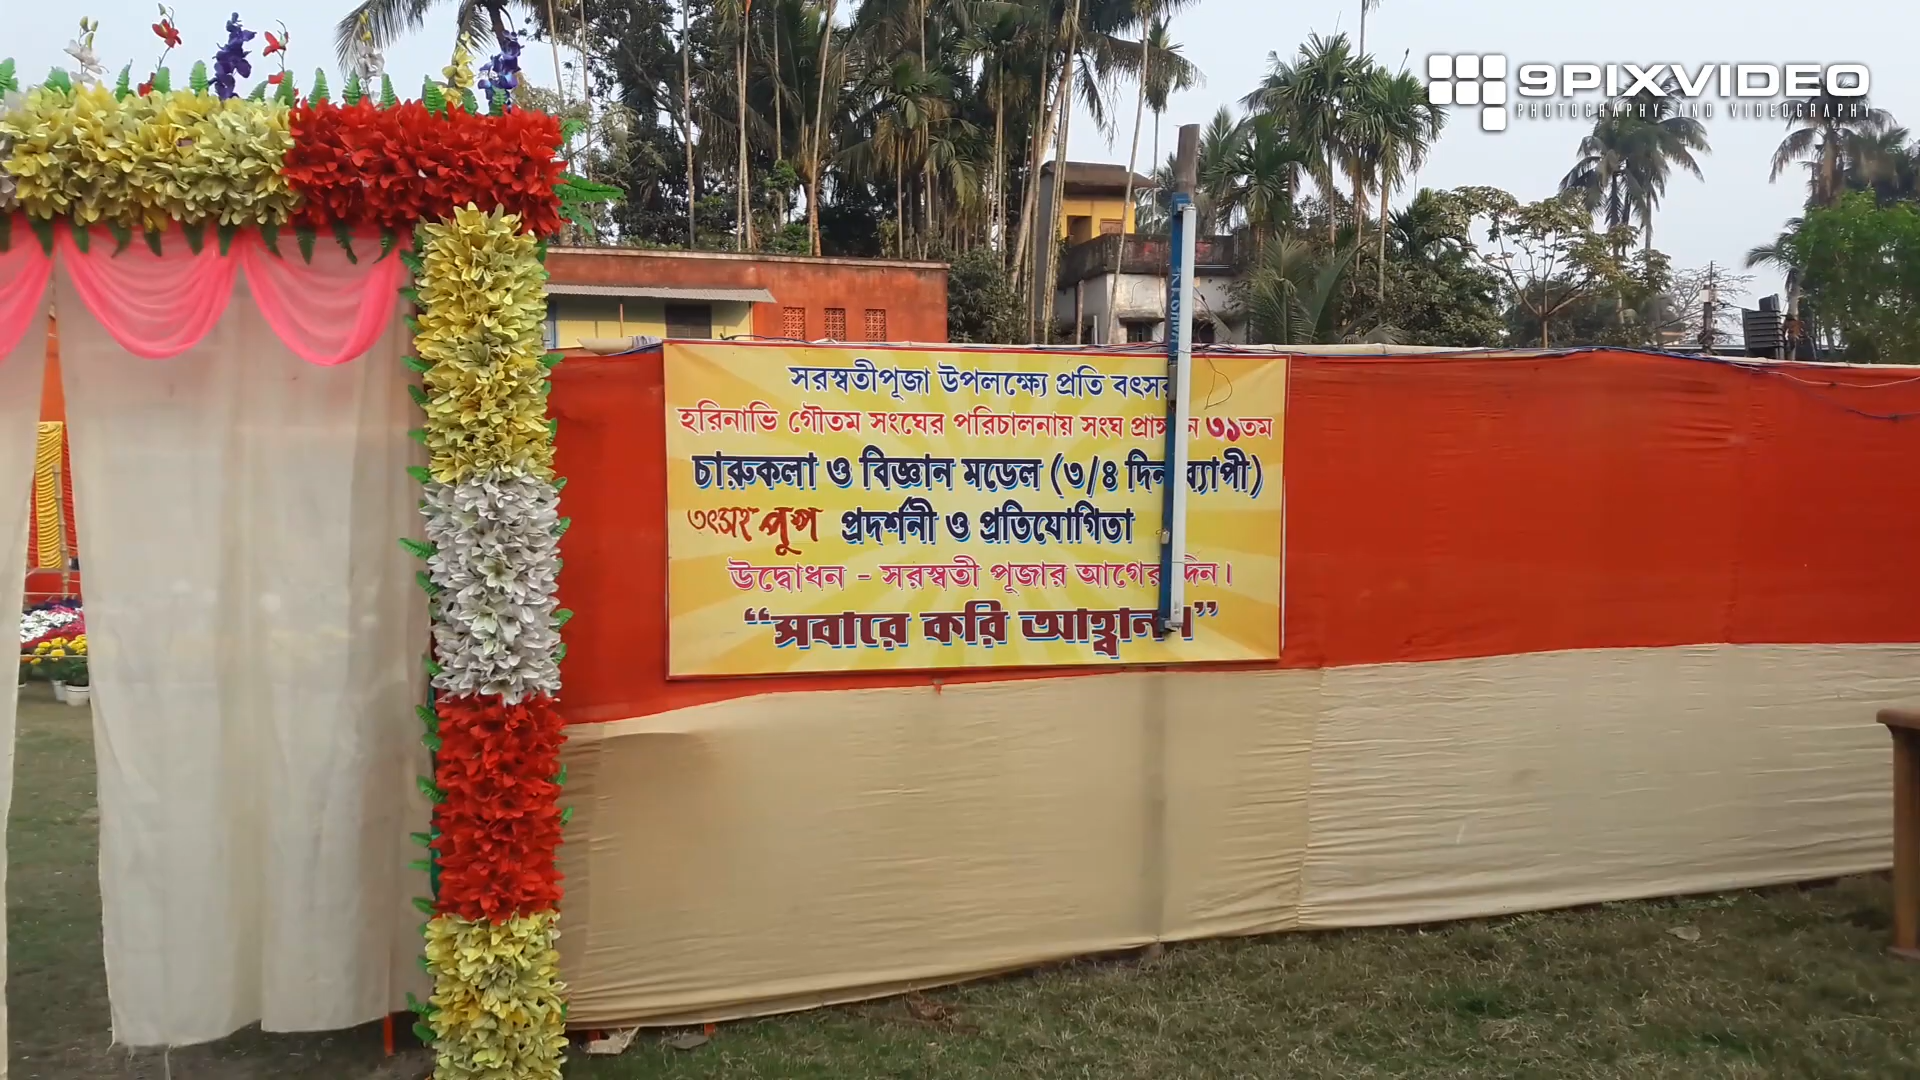 9PIXVIDEO
PHOTOGRAPHY AND VIDEOGRAPHY
সরস্বতীপূজা উপলক্ষ্যে প্রতি বৎসর
হরিনাভি গৌতম সংঘের পরিচালনায় সংঘ প্রাঙ্গন ৩১তম
চারুকলা ও বিজ্ঞান মডেল (৩/৪ দিন ব্যাপী)
প্রদর্শনী ও প্রতিযোগিতা
উদ্বোধন - সরস্বতী পূজার আগের দিন।
“সবারে করি আহ্বান।”